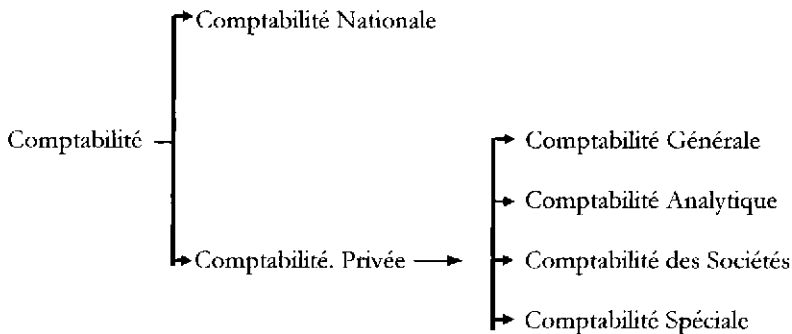 Comptabilité Nationale
Comptabilité
Comptabilité Générale
Comptabilité Analytique
Comptabilité. Privée
Comptabilité des Sociétés
Comptabilité Spéciale